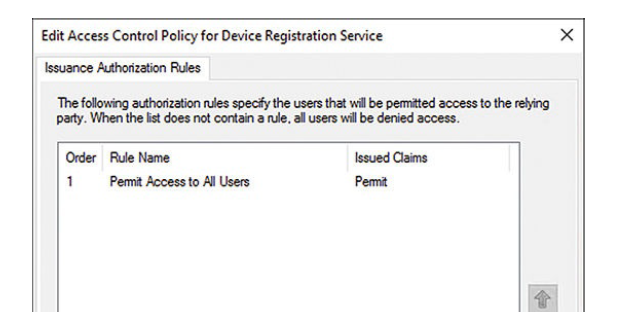 Edit Access Control Policy for Device Registration Service
Issuance Authorization Rules
The following authorization rules specify the users that will be permitted access to the relying
party. When the list does not contain a rule, all users will be denied access.
Order Rule Name Issued Claims
1 Permit Access to All Users Permit